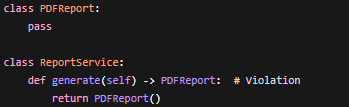 class PDFReport:
    pass

class ReportService:
    def generate(self) -> PDFReport:  # Violation
        return PDFReport()